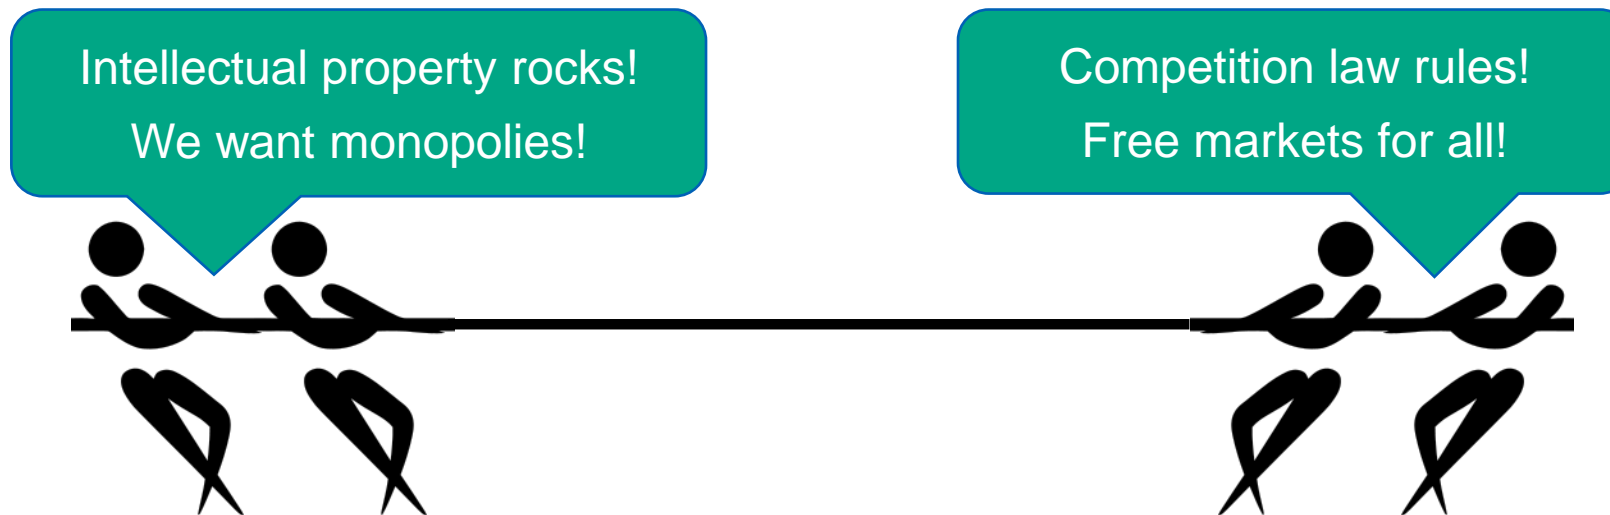 Intellectual property rocks!
We want monopolies!
Competition law rules!
Free markets for all!